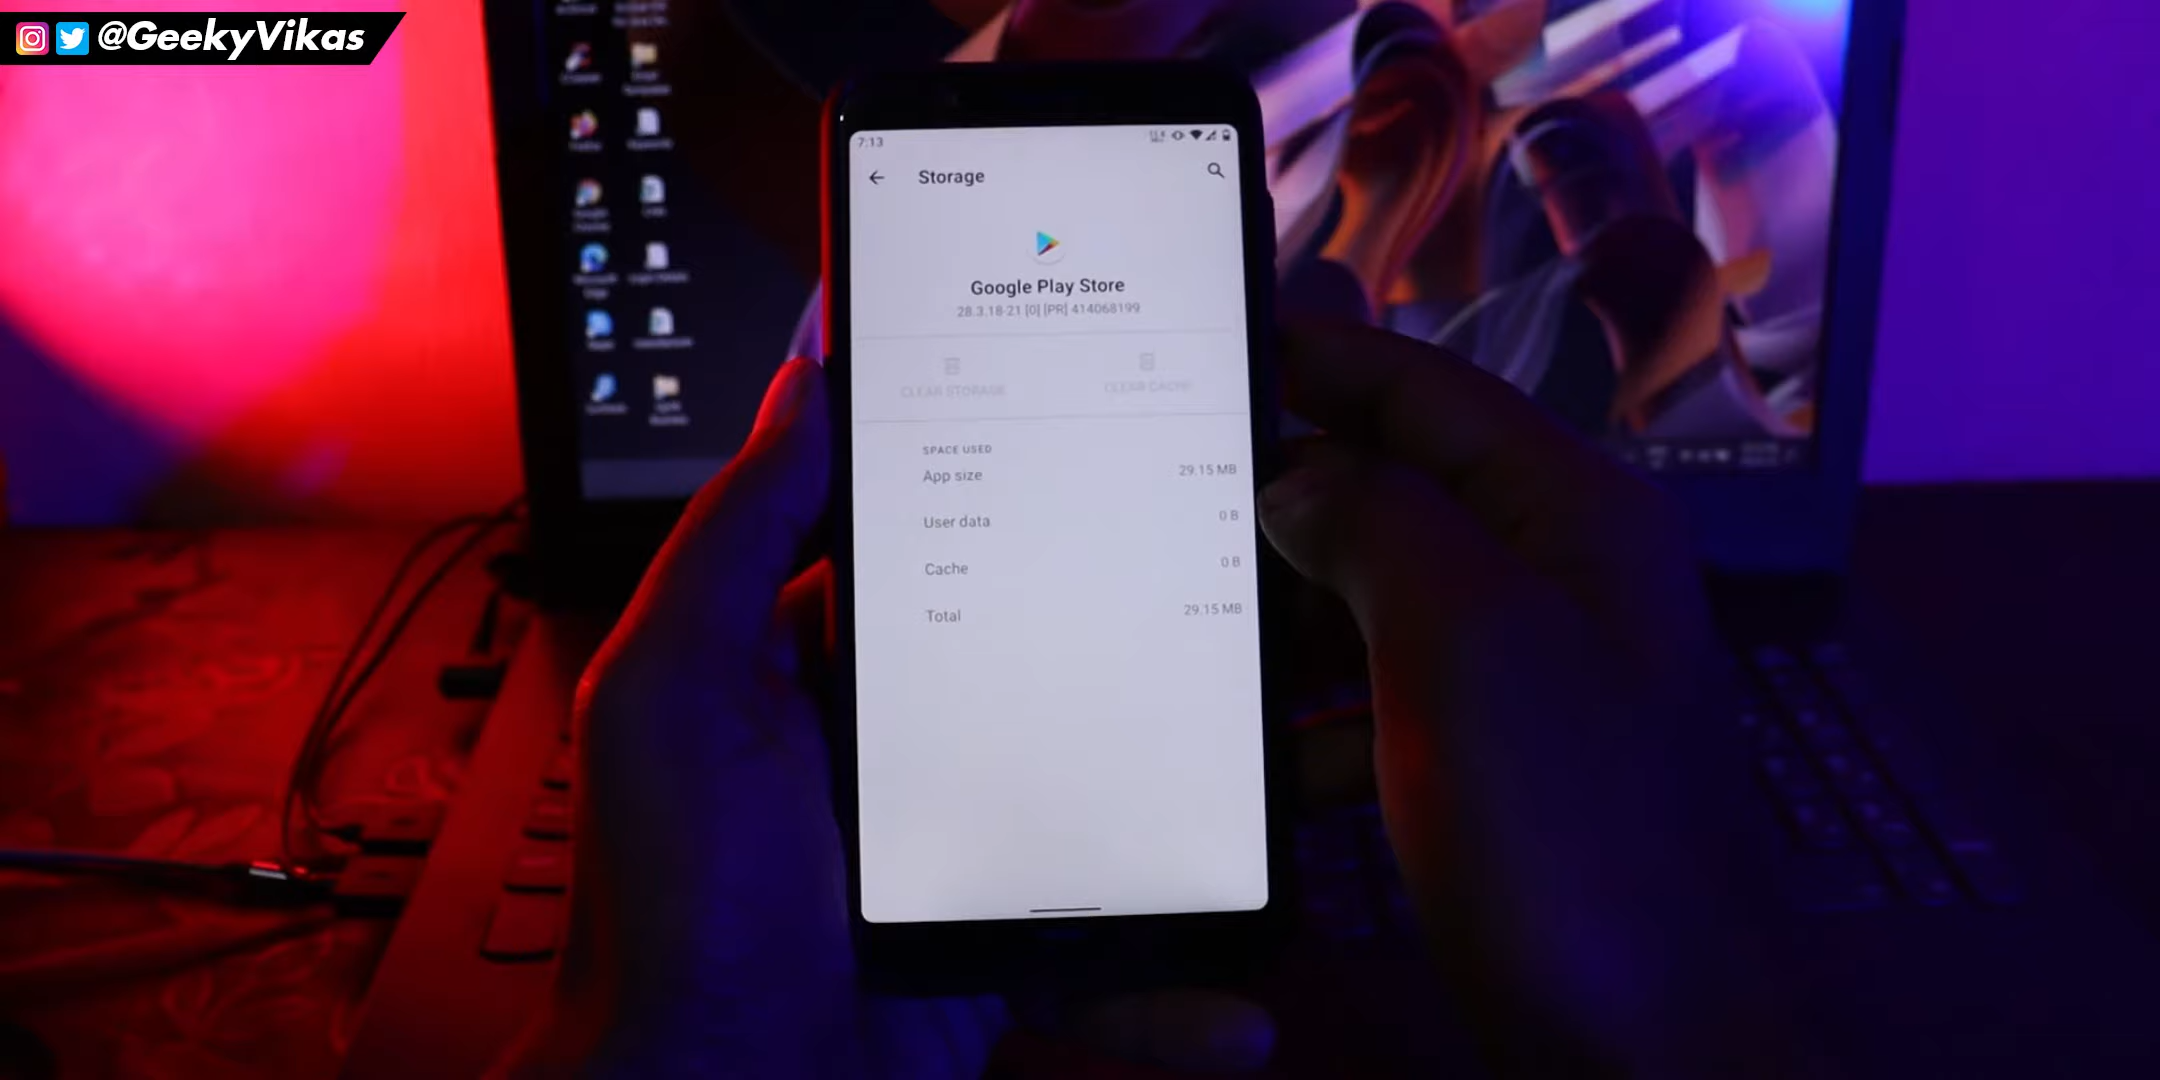 @GeekyVikas
7:13
Storage
Google Play Store
28.3.18-21 [0] [PR] 414068199
CLEAR STORAGE
CLEAR CACHE
SPACE USED
App size 29.15 MB
User data 0 B
Cache 0 B
Total 29.15 MB